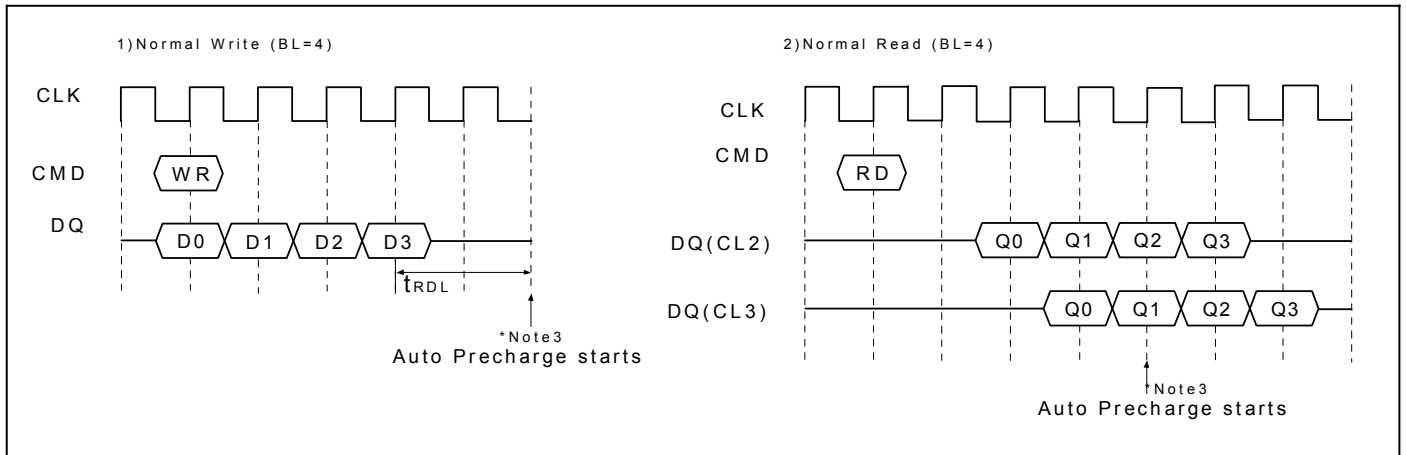 1)Normal Write (BL=4)
CLK
CMD
WR
DQ
D0 D1 D2 D3
tRDL
*Note3
Auto Precharge starts
2)Normal Read (BL=4)
CLK
CMD
RD
DQ(CL2)
Q0 Q1 Q2 Q3
DQ(CL3)
Q0 Q1 Q2 Q3
*Note3
Auto Precharge starts